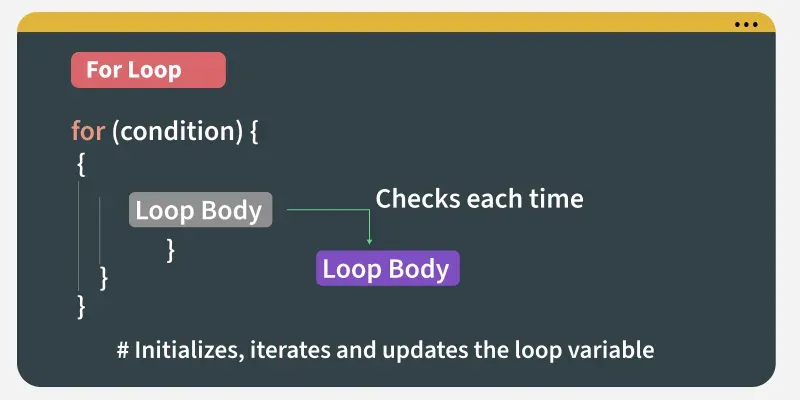 For Loop
for (condition) {
{
Loop Body
Checks each time
}
Loop Body
}
}
# Initializes, iterates and updates the loop variable